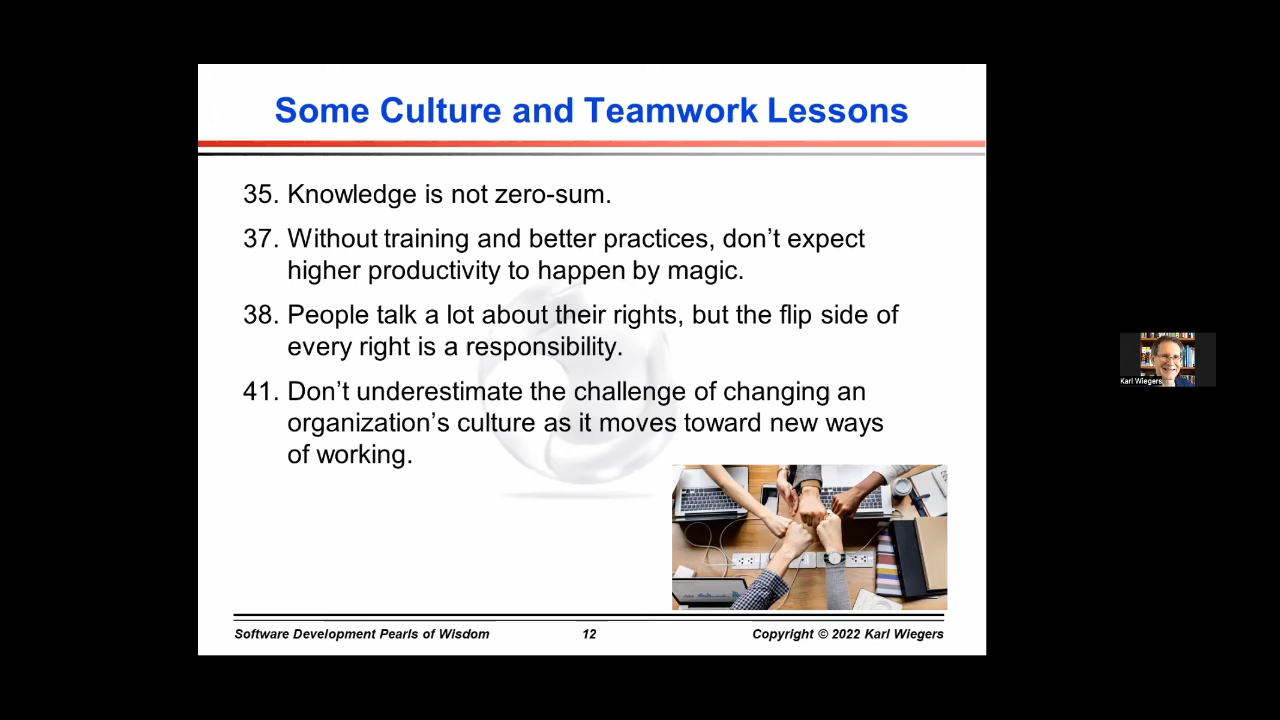 Some Culture and Teamwork Lessons
35. Knowledge is not zero-sum.
37. Without training and better practices, don’t expect
higher productivity to happen by magic.
38. People talk a lot about their rights, but the flip side of
every right is a responsibility.
41. Don’t underestimate the challenge of changing an
organization’s culture as it moves toward new ways
of working.
Karl Wiegers
Software Development Pearls of Wisdom 12 Copyright © 2022 Karl Wiegers